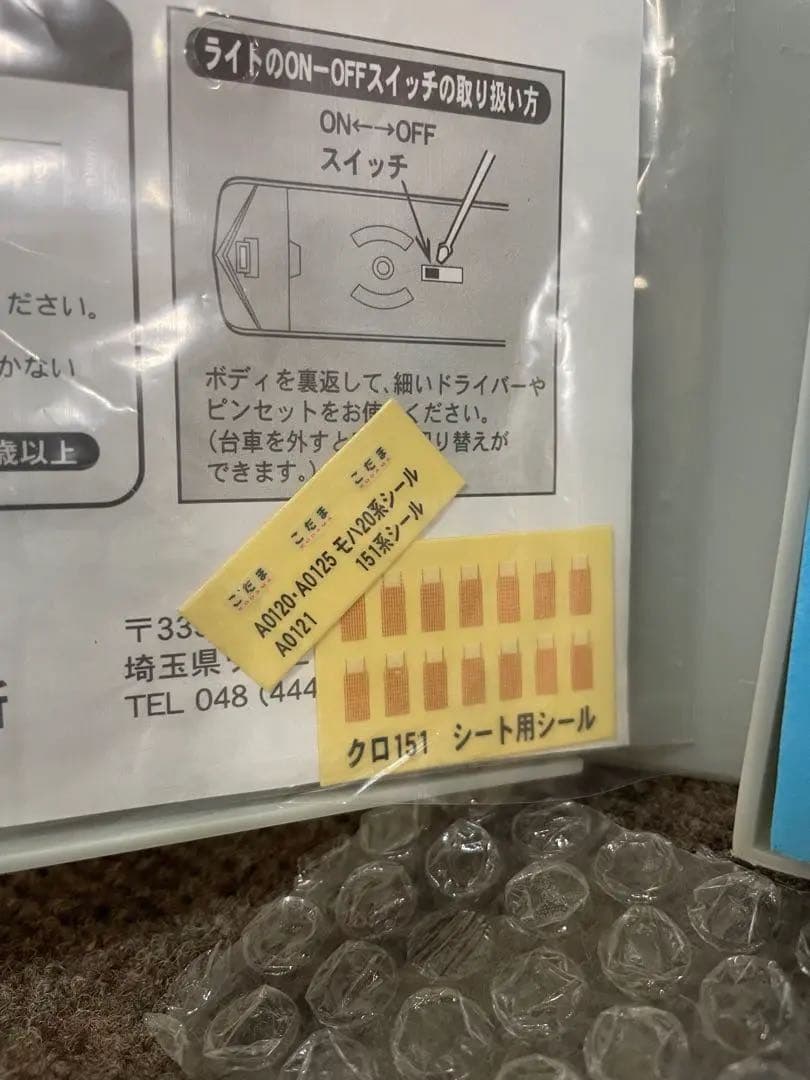 ライトのON−OFFスイッチの取り扱い方
ON←→OFF
スイッチ
ださい。
かない
歳以上
ボディを裏返して、細いドライバーや
ピンセットをお使 ください。
(台車を外すと 切り替えが
できます。)
こだま
こだま
こだま
A0120・A0125 モハ20系シール
A0121 151系シール
〒33
埼玉県
TEL 048 (444
所
クロ151 シート用シール